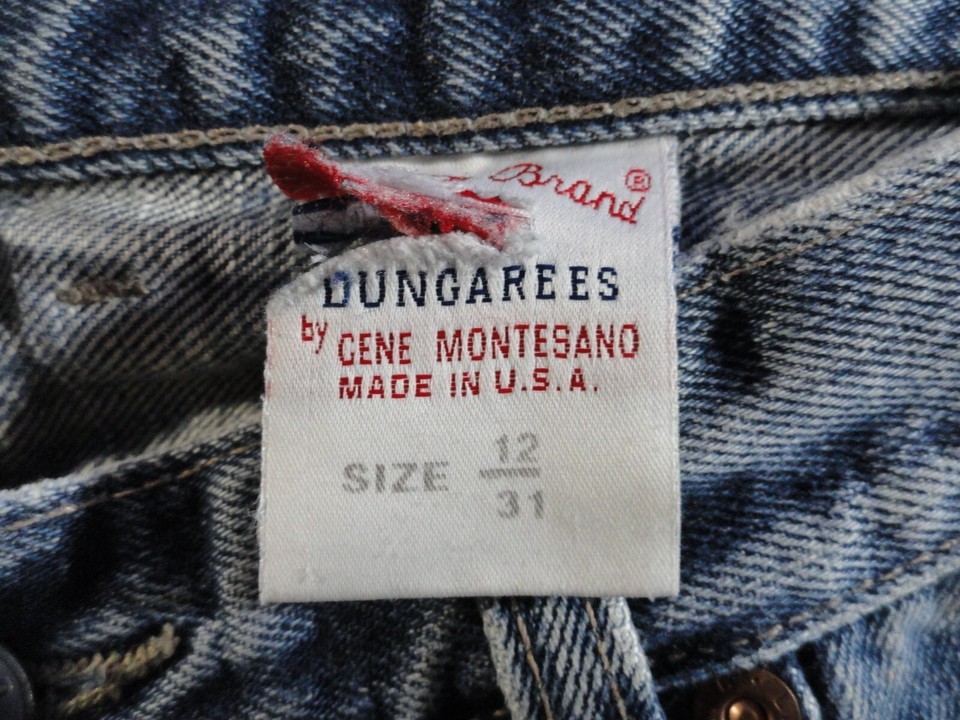 Brand®
DUNGAREES
by GENE MONTESANO
MADE IN U.S.A.
SIZE 12
31